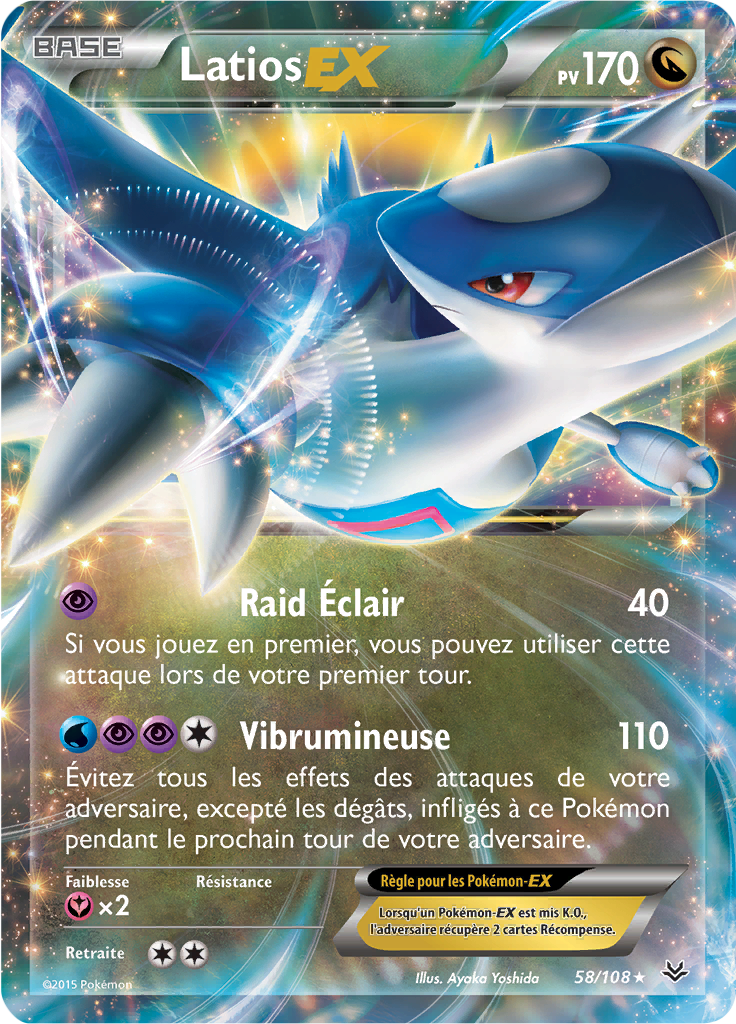 BASE
Latios EX
PV 170
Raid Éclair 40
Si vous jouez en premier, vous pouvez utiliser cette
attaque lors de votre premier tour.
Vibrumineuse 110
Évitez tous les effets des attaques de votre
adversaire, excepté les dégâts, infligés à ce Pokémon
pendant le prochain tour de votre adversaire.
Faiblesse Résistance
×2
Règle pour les Pokémon-EX
Lorsqu'un Pokémon-EX est mis K.O.,
l'adversaire récupère 2 cartes Récompense.
Retraite
©2015 Pokémon
Illus. Ayaka Yoshida 58/108 ★